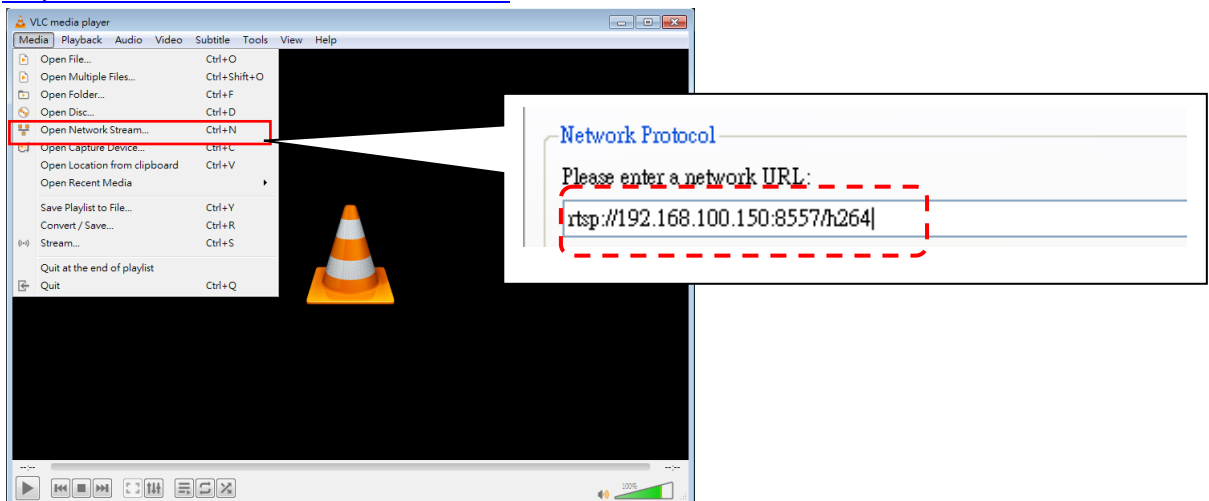 VLC media player
Media Playback Audio Video Subtitle Tools View Help
Open File... Ctrl+O
Open Multiple Files... Ctrl+Shift+O
Open Folder... Ctrl+F
Open Disc... Ctrl+D
Open Network Stream... Ctrl+N
Open Capture Device... Ctrl+C
Open Location from clipboard Ctrl+V
Open Recent Media
Save Playlist to File... Ctrl+Y
Convert / Save... Ctrl+R
Stream... Ctrl+S
Quit at the end of playlist
Quit Ctrl+Q
Network Protocol
Please enter a network URL:
rtsp://192.168.100.150:8557/h264
--:-- --:--
100%